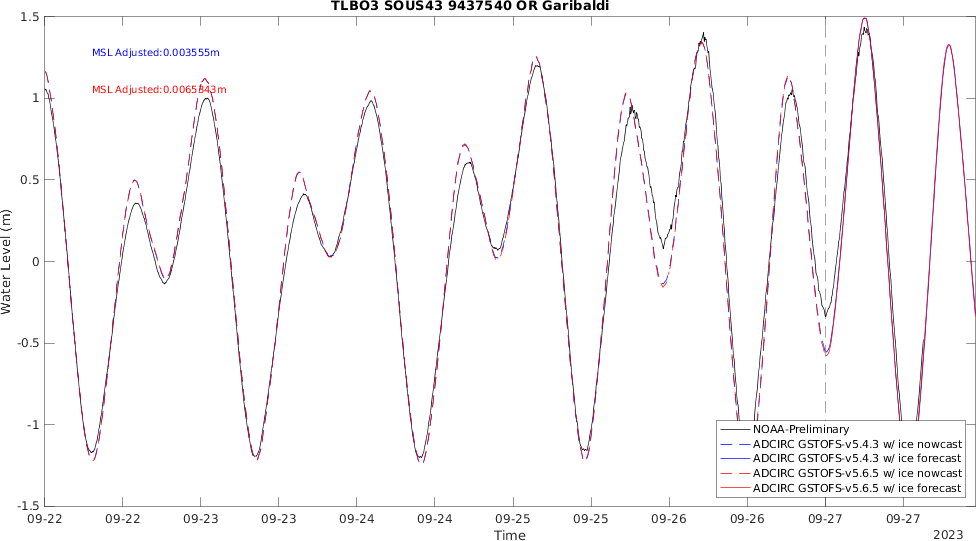 TLBO3 SOUS43 9437540 OR Garibaldi
MSL Adjusted:0.003555m
MSL Adjusted:0.0065843m
1.5
1
0.5
0
-0.5
-1
-1.5
Water Level (m)
NOAA-Preliminary
ADCIRC GSTOFS-v5.4.3 w/ ice nowcast
ADCIRC GSTOFS-v5.4.3 w/ ice forecast
ADCIRC GSTOFS-v5.6.5 w/ ice nowcast
ADCIRC GSTOFS-v5.6.5 w/ ice forecast
09-22 09-22 09-23 09-23 09-24 09-24 09-25 09-25 09-26 09-26 09-27 09-27
Time
2023